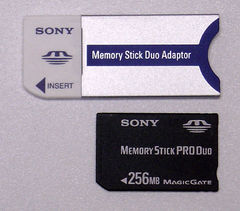 SONY
Memory Stick Duo Adaptor
INSERT
SONY
MEMORY STICK PRO DUO
256MB MAGICGATE